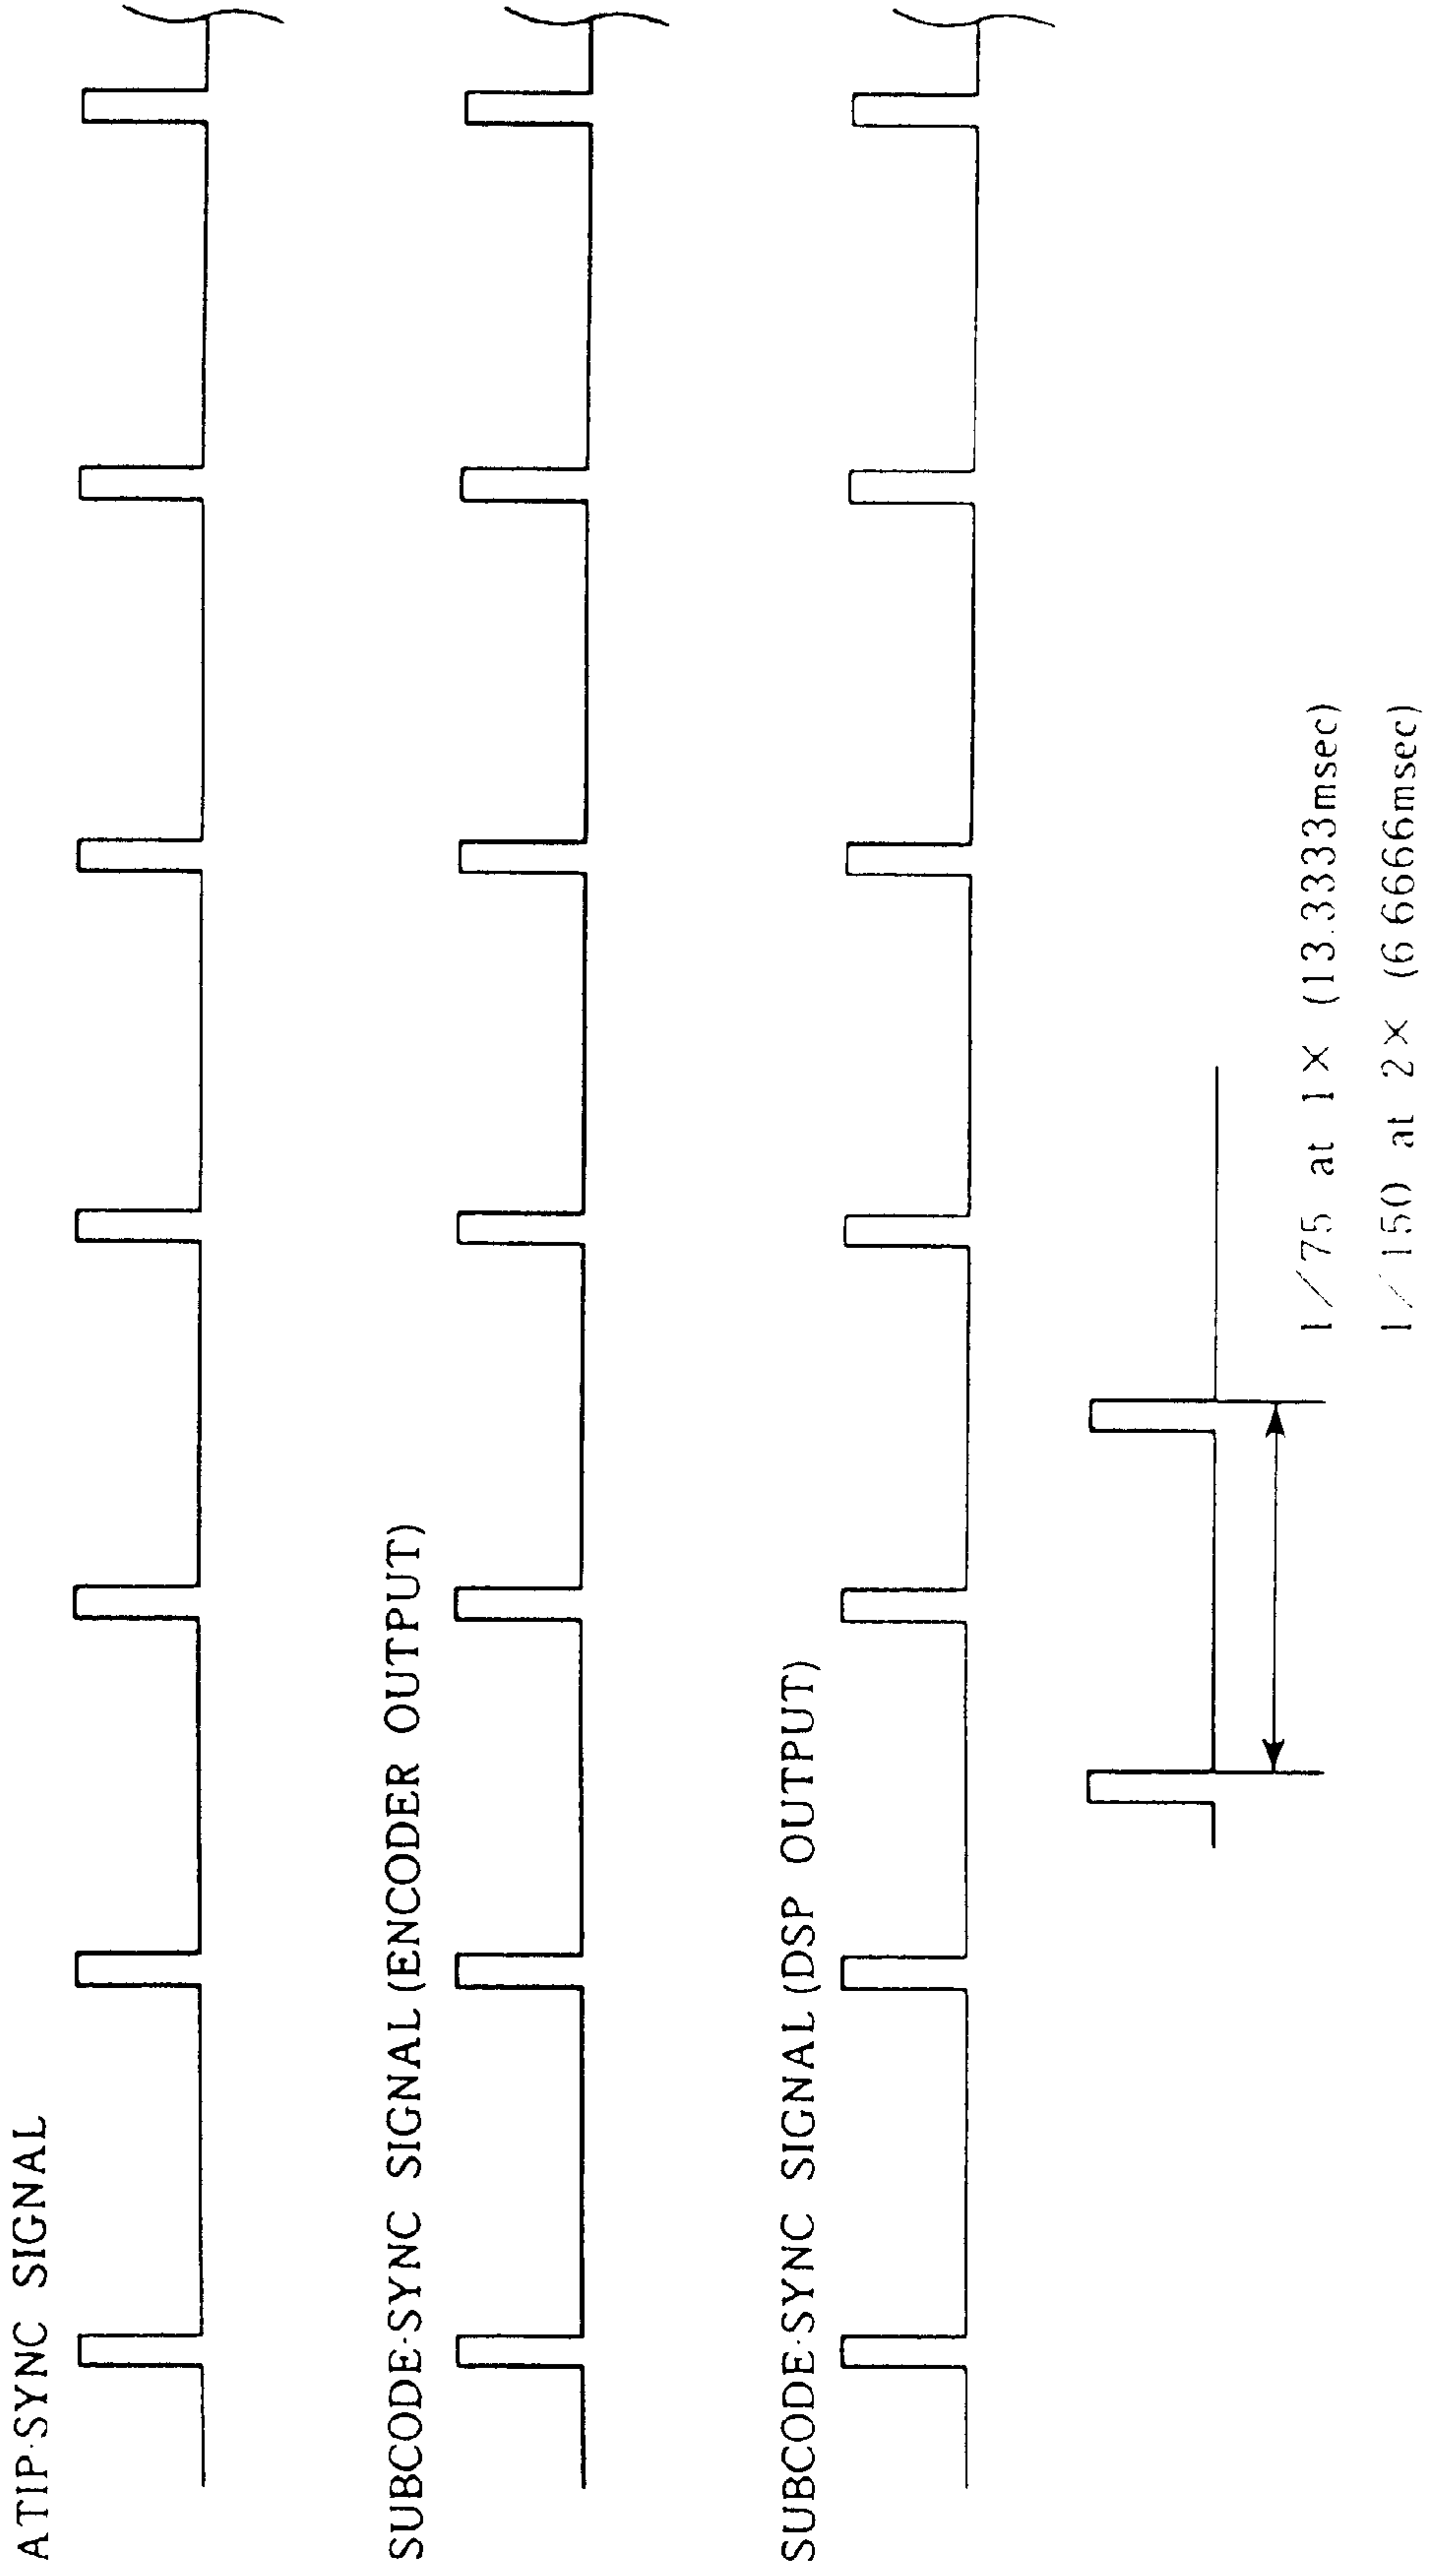 ATIP·SYNC SIGNAL
SUBCODE·SYNC SIGNAL (ENCODER OUTPUT)
SUBCODE·SYNC SIGNAL (DSP OUTPUT)
1/75 at 1× (13.3333msec)
1/150 at 2× (6 6666msec)